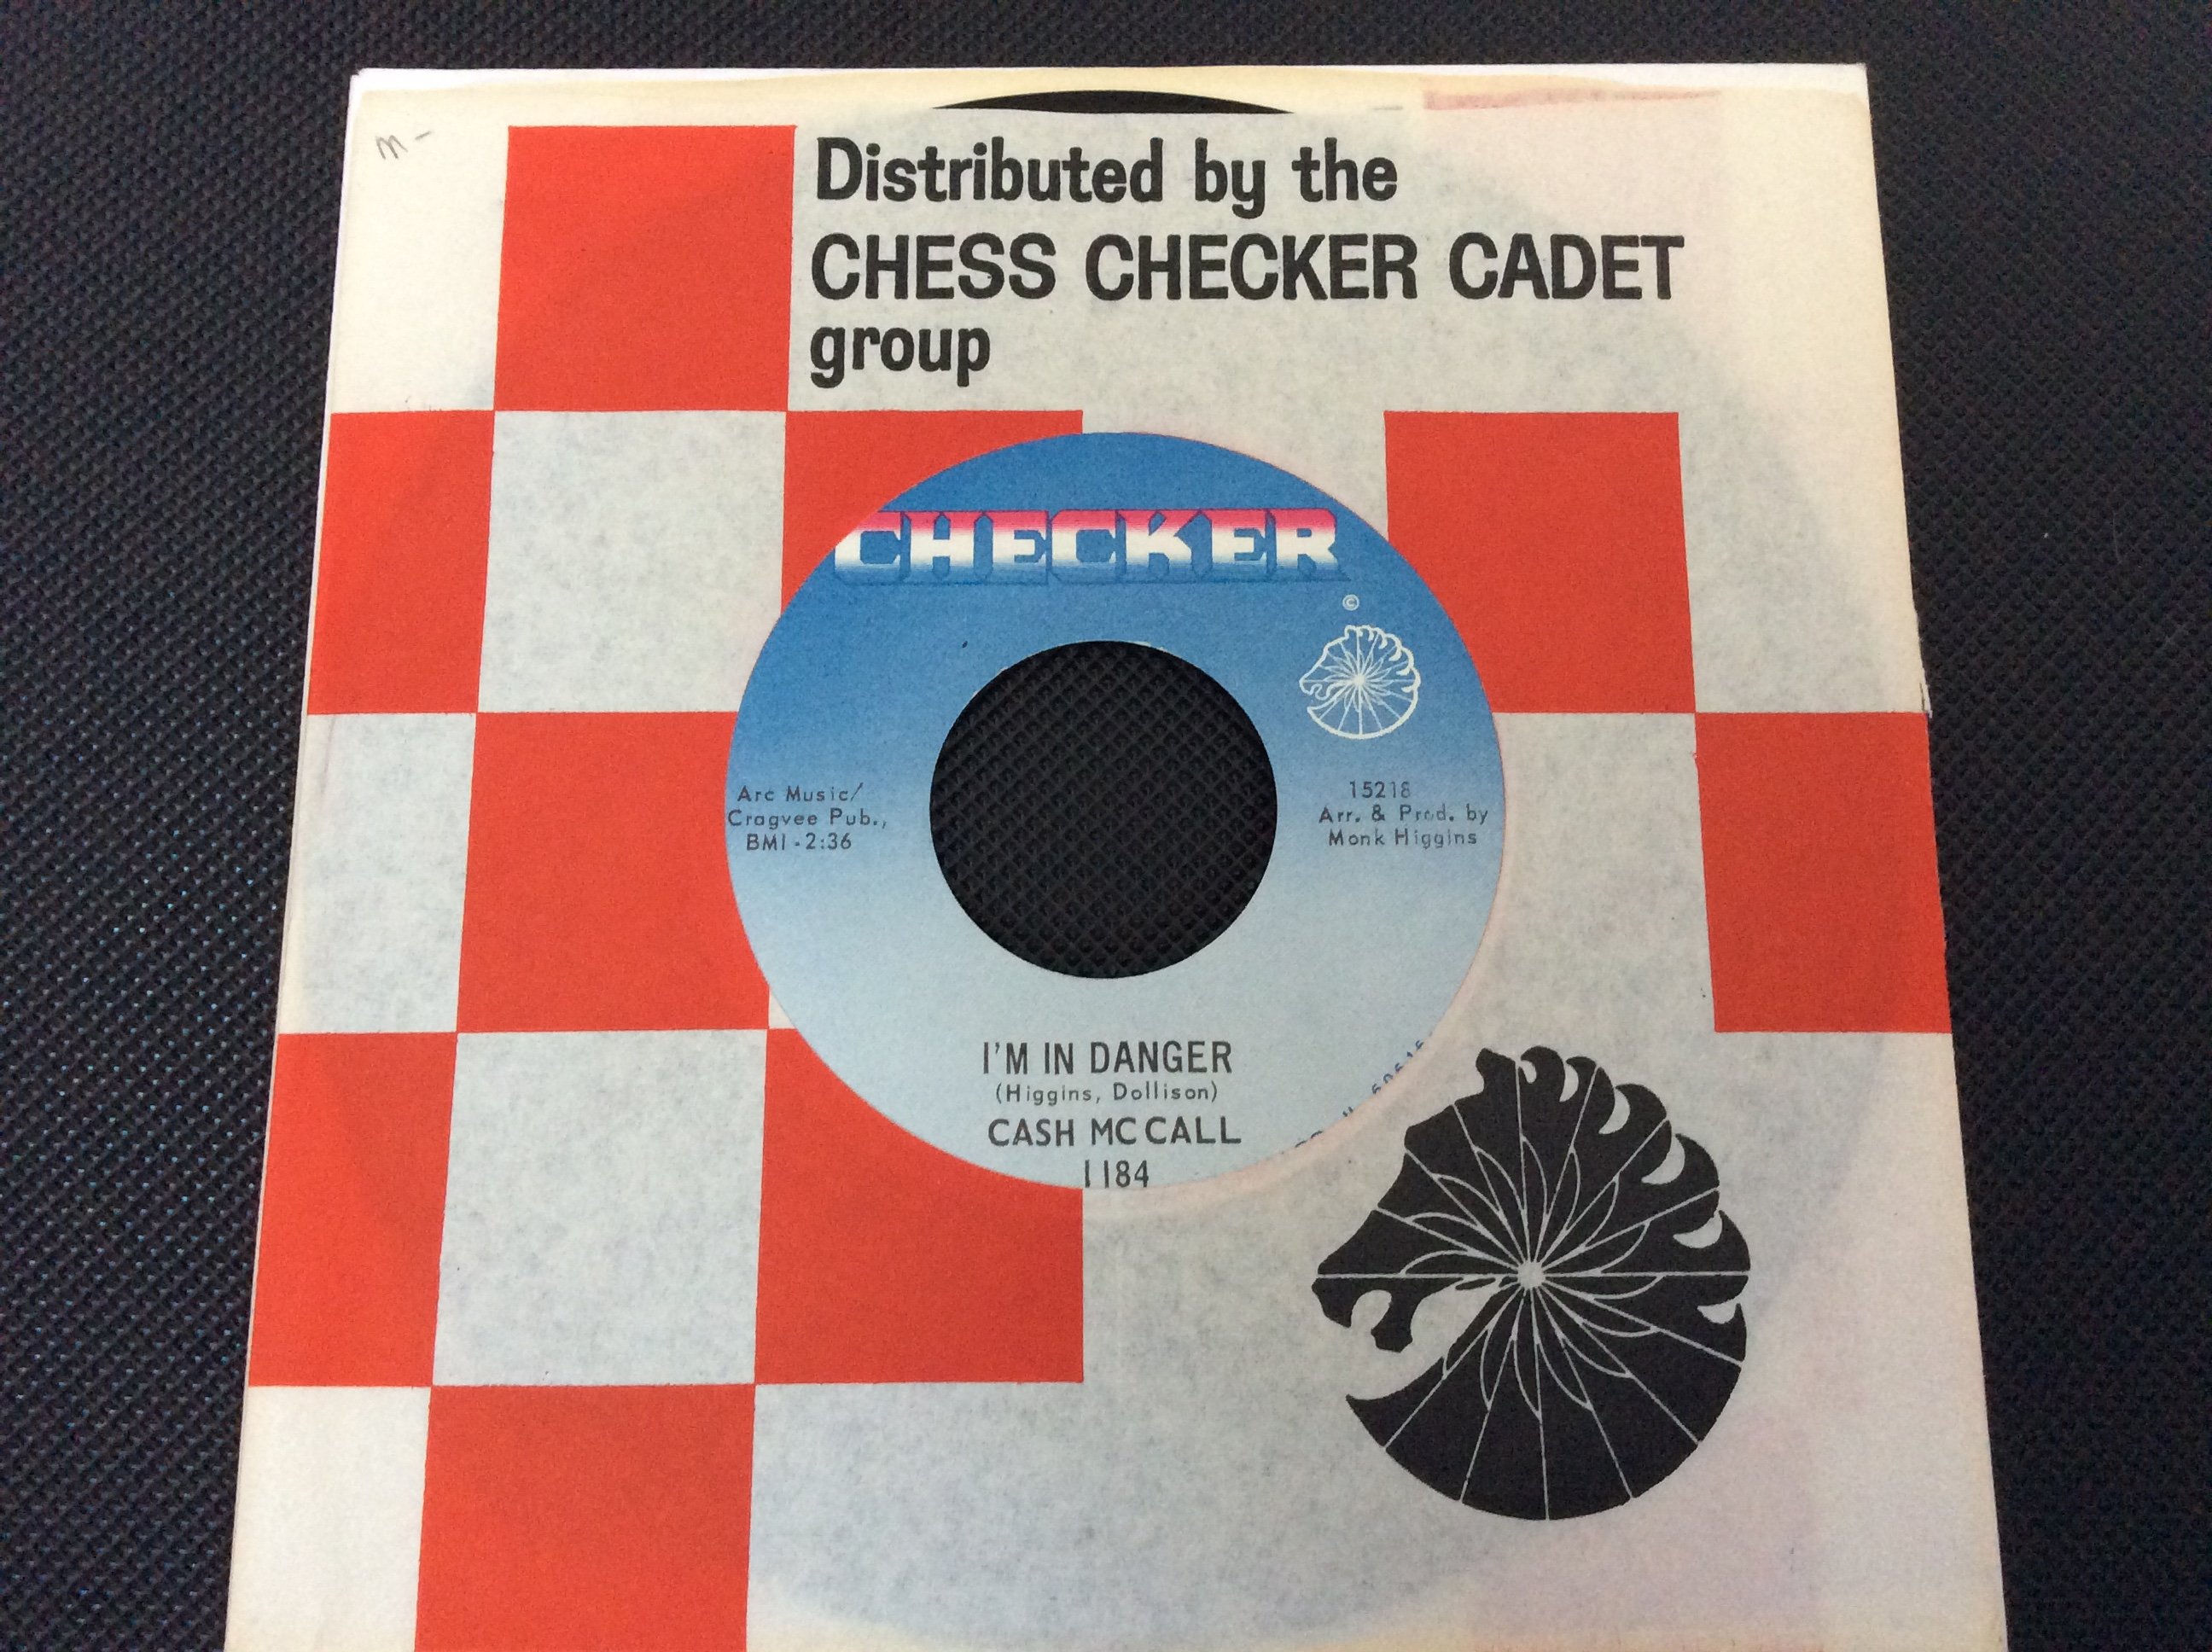 m-
Distributed by the
CHESS CHECKER CADET
group
CHECKER
©
Arc Music/
Cragvee Pub.,
BMI - 2:36
15218
Arr. & Prod. by
Monk Higgins
I'M IN DANGER
(Higgins, Dollison)
CASH MC CALL
1184
60616